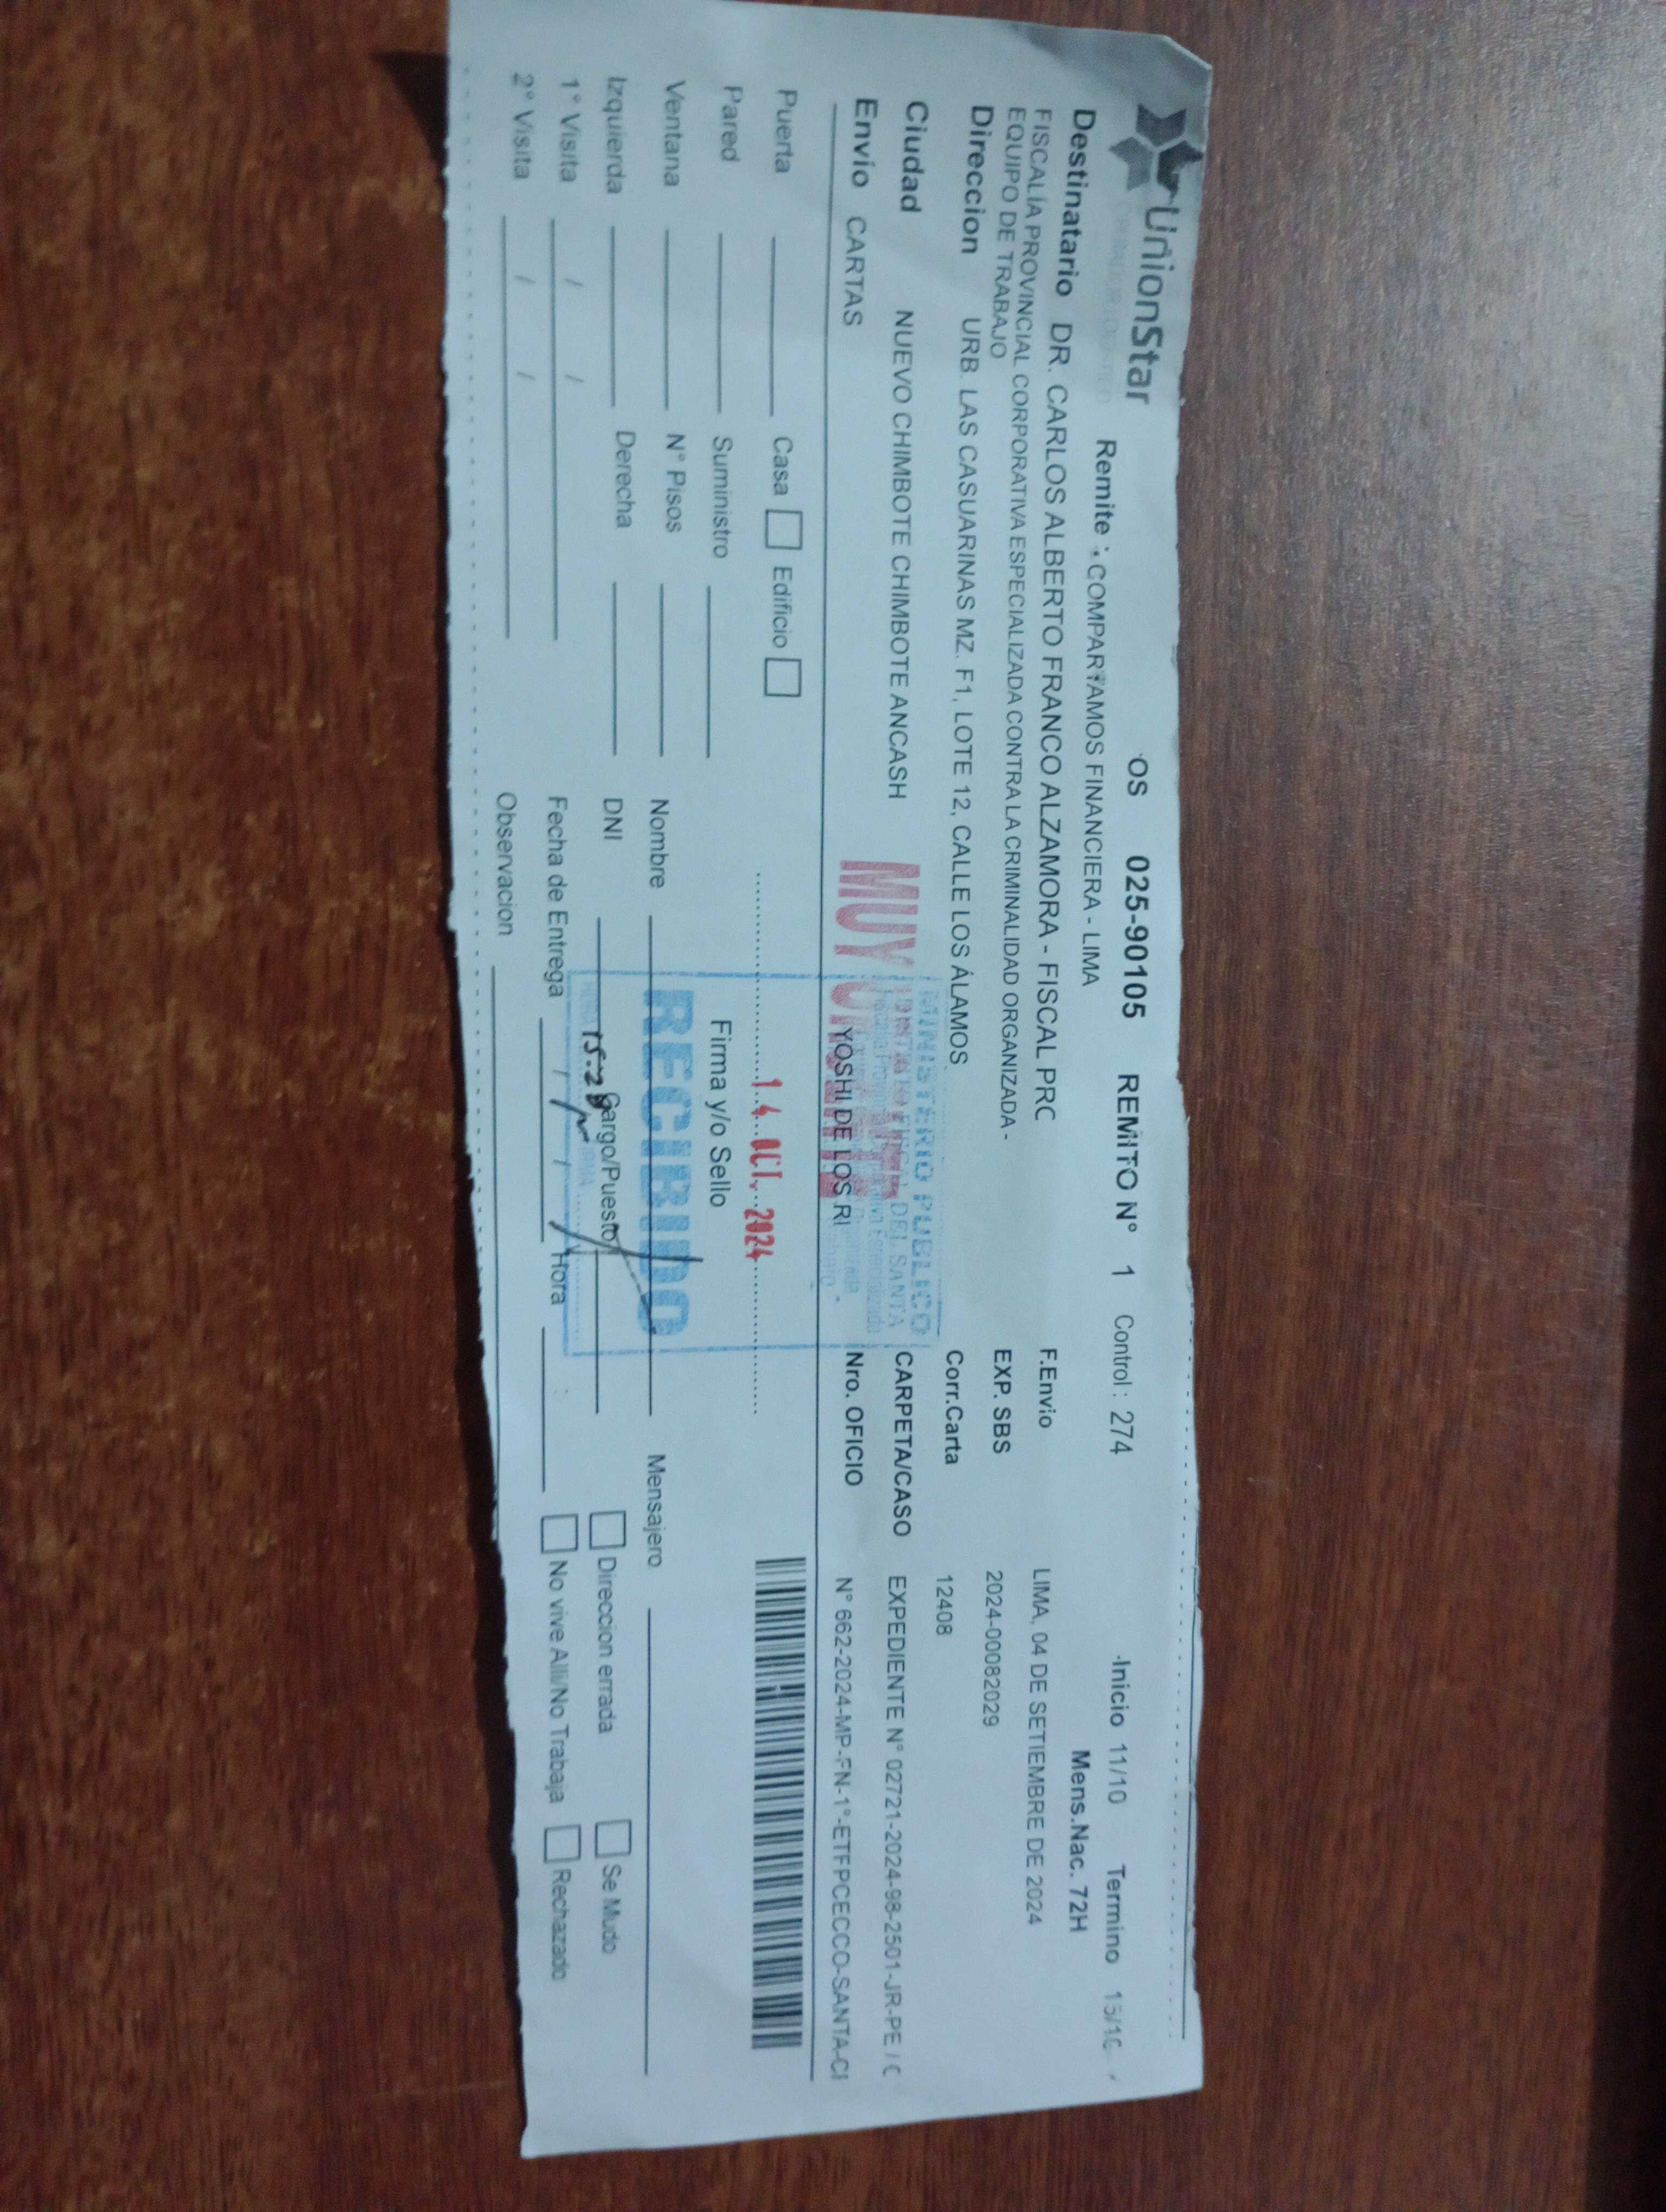 UnionStar
OS 025-90105 REMITO N° 1 Control : 274 -Inicio 11/10 Termino 15/10
Remite : COMPARTAMOS FINANCIERA - LIMA Mens.Nac. 72H
Destinatario DR. CARLOS ALBERTO FRANCO ALZAMORA - FISCAL PRC
FISCALÍA PROVINCIAL CORPORATIVA ESPECIALIZADA CONTRA LA CRIMINALIDAD ORGANIZADA -
EQUIPO DE TRABAJO
F.Envio LIMA, 04 DE SETIEMBRE DE 2024
EXP. SBS 2024-00082029
Direccion URB. LAS CASUARINAS MZ. F1, LOTE 12, CALLE LOS ÁLAMOS
Corr.Carta 12408
Ciudad NUEVO CHIMBOTE CHIMBOTE ANCASH
CARPETA/CASO EXPEDIENTE N° 02721-2024-98-2501-JR-PE / C
Envío CARTAS
YOSHI DE LOS RI
Nro. OFICIO N° 662-2024-MP-FN-1°-ETFPCECCO-SANTA-CI
MUY
MINISTERIO PUBLICO
DEL SANTA
14 OCT. 2024
Firma y/o Sello
RECIBIDO
Puerta Casa Edificio
Pared Suministro
Ventana N° Pisos
Izquierda Derecha
1° Visita / /
2° Visita / /
Nombre Mensajero
DNI Cargo/Puesto Direccion errada Se Mudo
Fecha de Entrega / / Hora : No vive Alli/No Trabaja Rechazado
Observacion